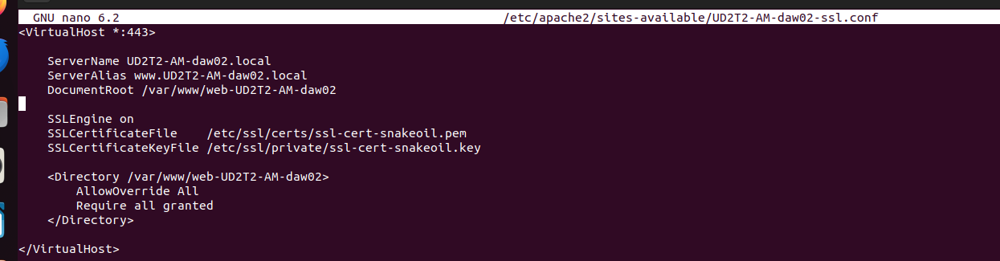 GNU nano 6.2 /etc/apache2/sites-available/UD2T2-AM-daw02-ssl.conf
<VirtualHost *:443>
ServerName UD2T2-AM-daw02.local
ServerAlias www.UD2T2-AM-daw02.local
DocumentRoot /var/www/web-UD2T2-AM-daw02
SSLEngine on
SSLCertificateFile    /etc/ssl/certs/ssl-cert-snakeoil.pem
SSLCertificateKeyFile /etc/ssl/private/ssl-cert-snakeoil.key
<Directory /var/www/web-UD2T2-AM-daw02>
AllowOverride All
Require all granted
</Directory>
</VirtualHost>